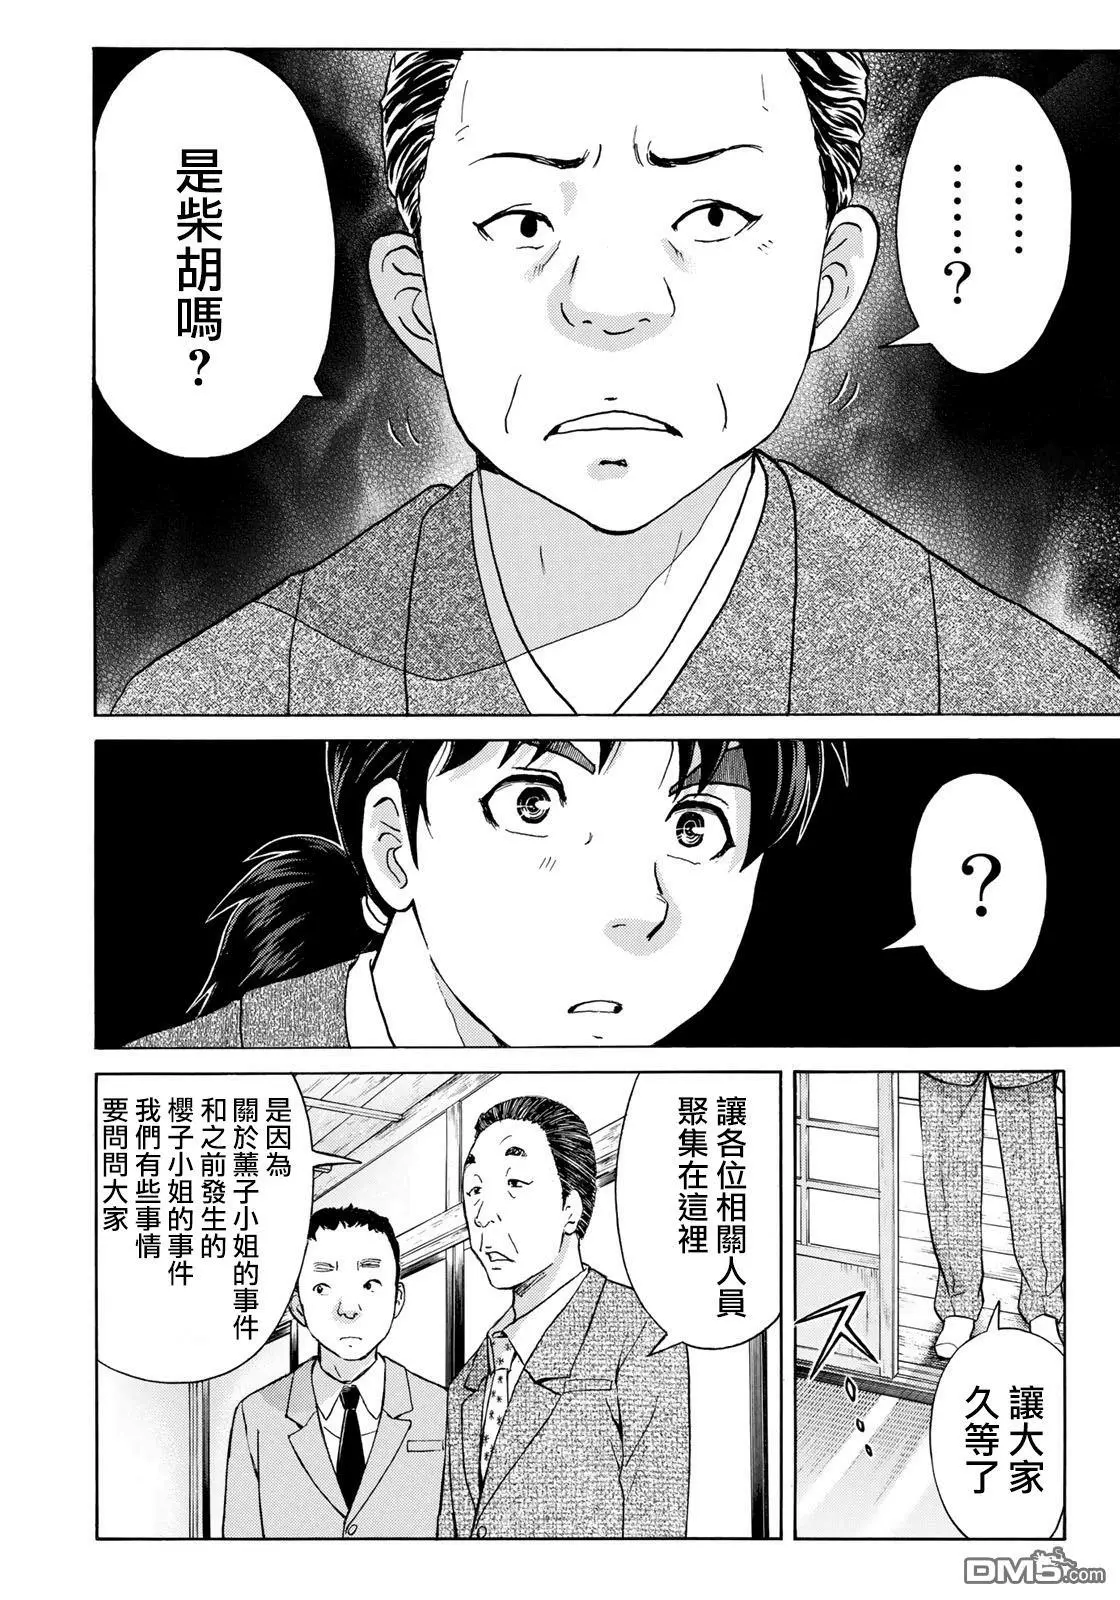 ………
………？
是柴胡嗎？
？
讓大家
久等了
讓各位相關人員
聚集在這裡
是因為
關於薰子小姐的事件
和之前發生的
櫻子小姐的事件
我們有些事情
要問問大家
DM5.com